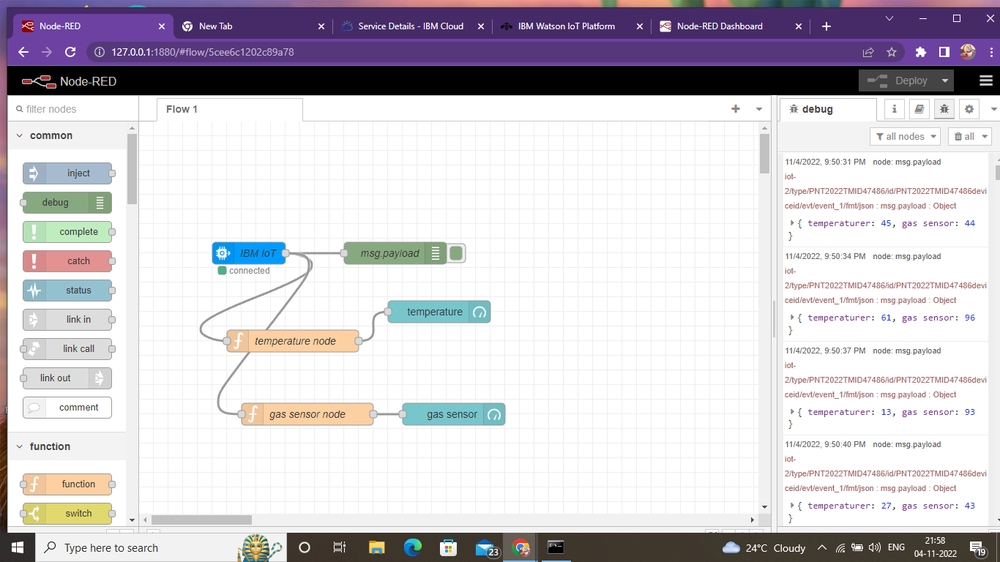 Node-RED
New Tab
Service Details - IBM Cloud
IBM Watson IoT Platform
Node-RED Dashboard
127.0.0.1:1880/#flow/5cee6c1202c89a78
Node-RED
Deploy
filter nodes
Flow 1
debug
i
all nodes
all
common
inject
debug
complete
catch
status
link in
link call
link out
comment
function
function
switch
IBM IoT
connected
msg.payload
temperature
temperature node
gas sensor node
gas sensor
11/4/2022, 9:50:31 PM node: msg.payload
iot-
2/type/PNT2022TMID47486/id/PNT2022TMID47486devi
ceid/evt/event_1/fmt/json : msg.payload : Object
{ temperaturer: 45, gas sensor: 44
}
11/4/2022, 9:50:34 PM node: msg.payload
iot-
2/type/PNT2022TMID47486/id/PNT2022TMID47486devi
ceid/evt/event_1/fmt/json : msg.payload : Object
{ temperaturer: 61, gas sensor: 96
}
11/4/2022, 9:50:37 PM node: msg.payload
iot-
2/type/PNT2022TMID47486/id/PNT2022TMID47486devi
ceid/evt/event_1/fmt/json : msg.payload : Object
{ temperaturer: 13, gas sensor: 93
}
11/4/2022, 9:50:40 PM node: msg.payload
iot-
2/type/PNT2022TMID47486/id/PNT2022TMID47486devi
ceid/evt/event_1/fmt/json : msg.payload : Object
{ temperaturer: 27, gas sensor: 43
}
Type here to search
23
24°C Cloudy
ENG
21:58
04-11-2022
19